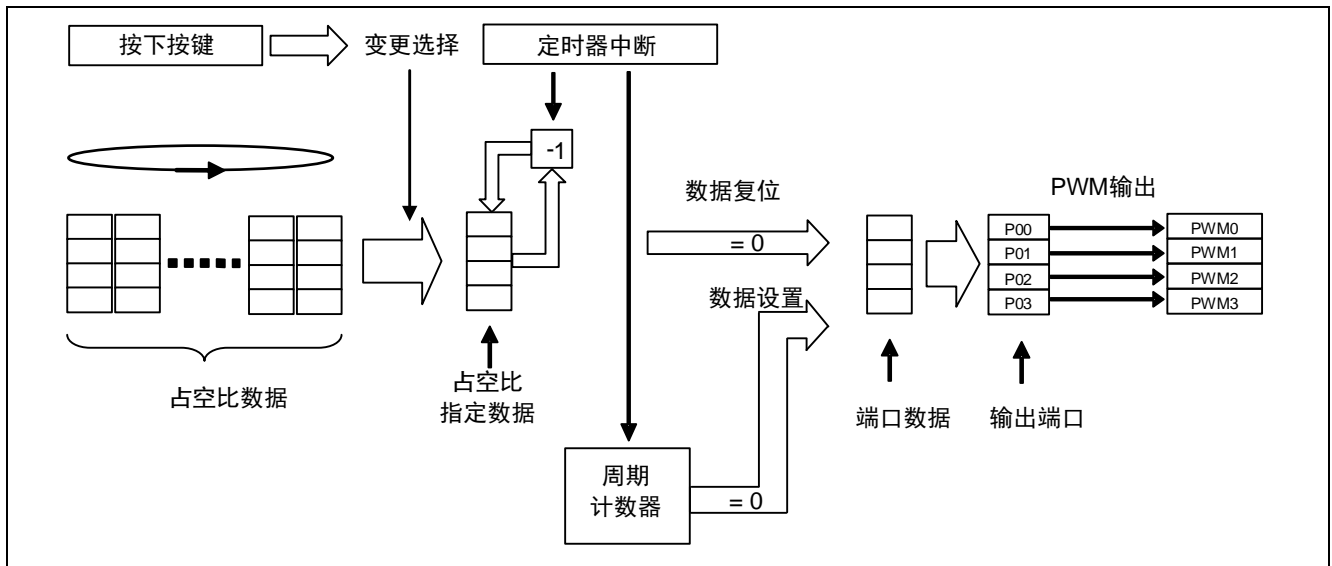 按下按键
变更选择
定时器中断
-1
数据复位
= 0
数据设置
PWM输出
P00
P01
P02
P03
PWM0
PWM1
PWM2
PWM3
占空比数据
占空比
指定数据
端口数据
输出端口
周期
计数器
= 0